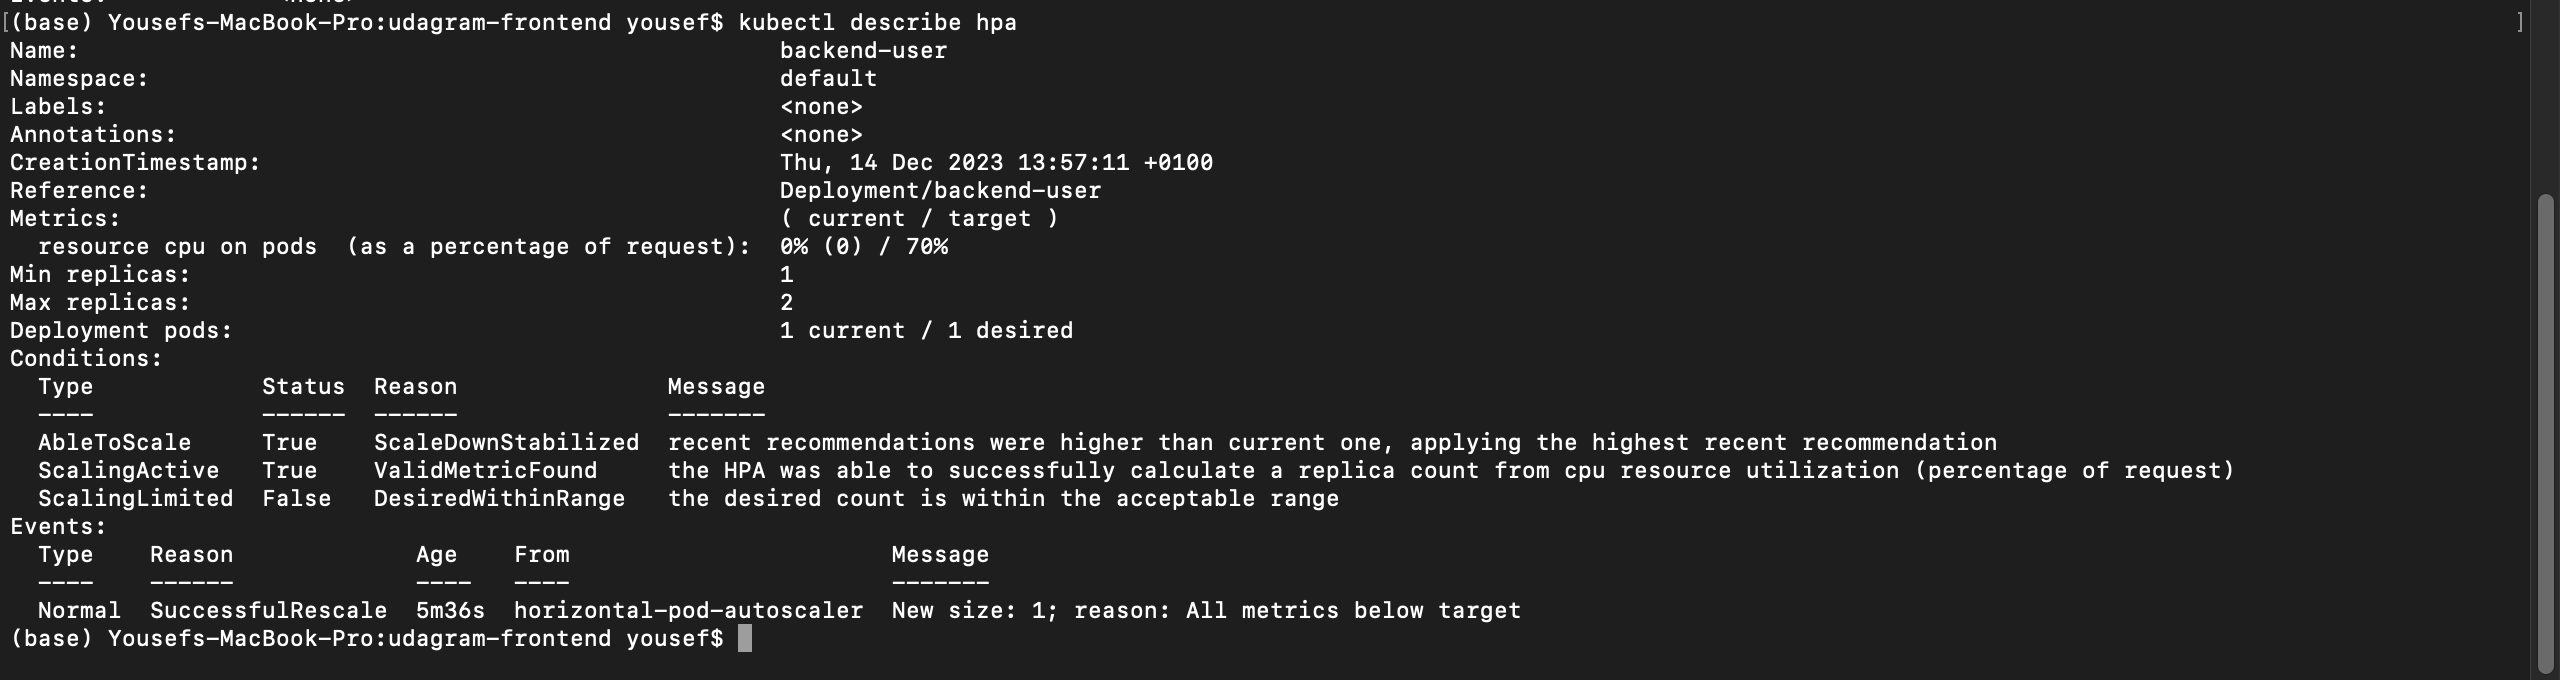 [(base) Yousefs-MacBook-Pro:udagram-frontend yousef$ kubectl describe hpa ]
Name: backend-user
Namespace: default
Labels: <none>
Annotations: <none>
CreationTimestamp: Thu, 14 Dec 2023 13:57:11 +0100
Reference: Deployment/backend-user
Metrics: ( current / target )
  resource cpu on pods  (as a percentage of request): 0% (0) / 70%
Min replicas: 1
Max replicas: 2
Deployment pods: 1 current / 1 desired
Conditions:
  Type            Status  Reason               Message
  ----            ------  ------               -------
  AbleToScale     True    ScaleDownStabilized  recent recommendations were higher than current one, applying the highest recent recommendation
  ScalingActive   True    ValidMetricFound     the HPA was able to successfully calculate a replica count from cpu resource utilization (percentage of request)
  ScalingLimited  False   DesiredWithinRange   the desired count is within the acceptable range
Events:
  Type    Reason             Age    From                       Message
  ----    ------             ----   ----                       -------
  Normal  SuccessfulRescale  5m36s  horizontal-pod-autoscaler  New size: 1; reason: All metrics below target
(base) Yousefs-MacBook-Pro:udagram-frontend yousef$